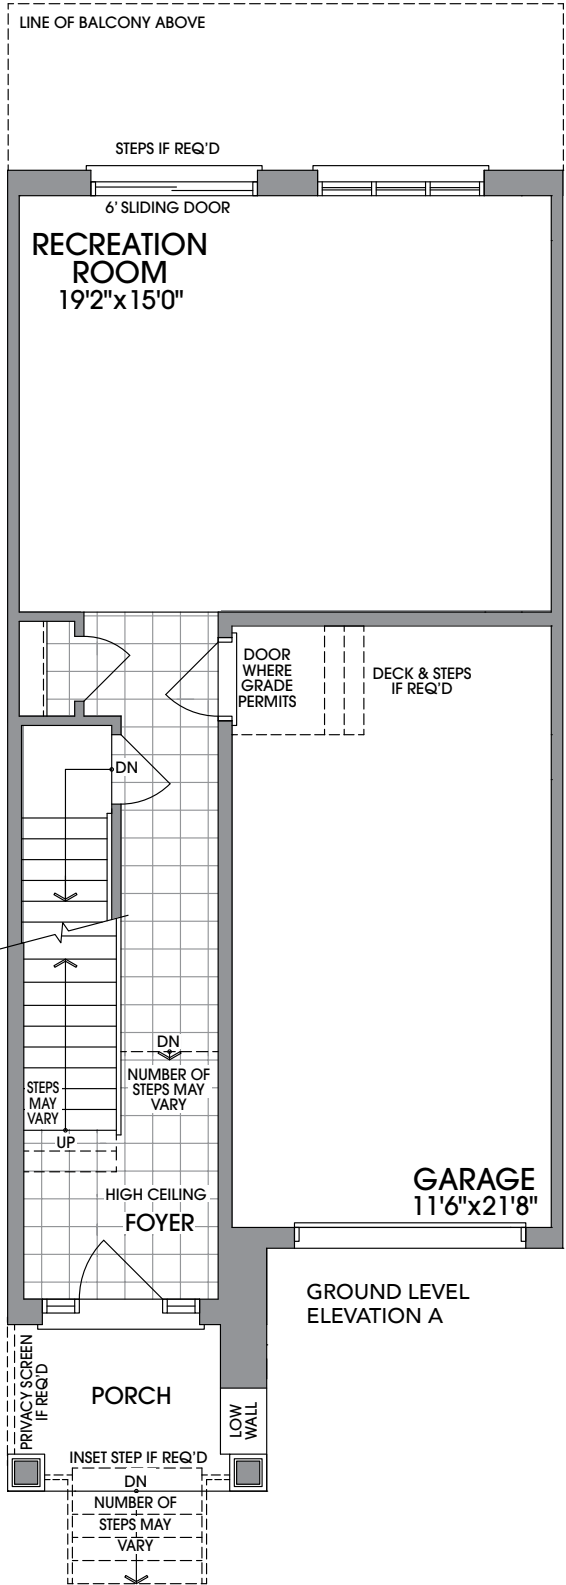 LINE OF BALCONY ABOVE
STEPS IF REQ'D
6' SLIDING DOOR
RECREATION
ROOM
19'2"x15'0"
DOOR
WHERE
GRADE
PERMITS
DECK & STEPS
IF REQ'D
DN
DN
NUMBER OF
STEPS MAY
VARY
STEPS
MAY
VARY
UP
HIGH CEILING
FOYER
GARAGE
11'6"x21'8"
GROUND LEVEL
ELEVATION A
PRIVACY SCREEN
IF REQ'D
PORCH
LOW
WALL
INSET STEP IF REQ'D
DN
NUMBER OF
STEPS MAY
VARY